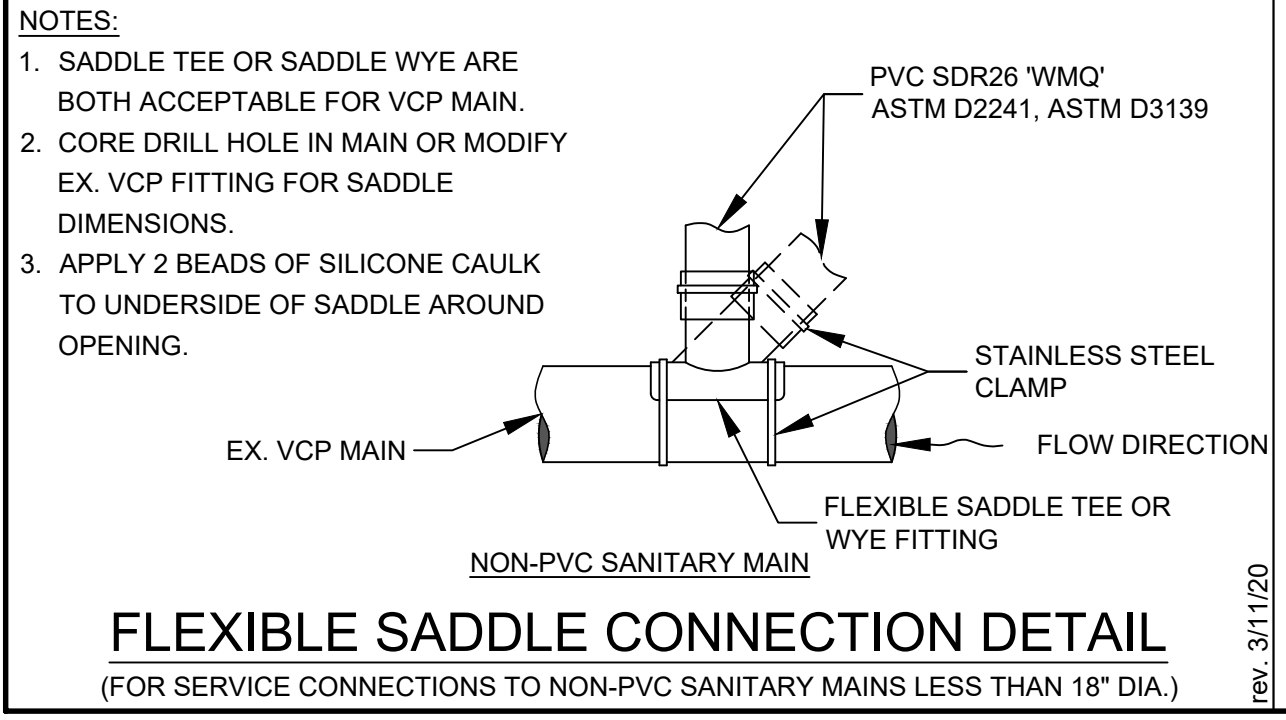 NOTES:
1. SADDLE TEE OR SADDLE WYE ARE
BOTH ACCEPTABLE FOR VCP MAIN.
2. CORE DRILL HOLE IN MAIN OR MODIFY
EX. VCP FITTING FOR SADDLE
DIMENSIONS.
3. APPLY 2 BEADS OF SILICONE CAULK
TO UNDERSIDE OF SADDLE AROUND
OPENING.
PVC SDR26 'WMQ'
ASTM D2241, ASTM D3139
STAINLESS STEEL
CLAMP
EX. VCP MAIN
FLOW DIRECTION
FLEXIBLE SADDLE TEE OR
WYE FITTING
NON-PVC SANITARY MAIN
FLEXIBLE SADDLE CONNECTION DETAIL
(FOR SERVICE CONNECTIONS TO NON-PVC SANITARY MAINS LESS THAN 18" DIA.)
rev. 3/11/20